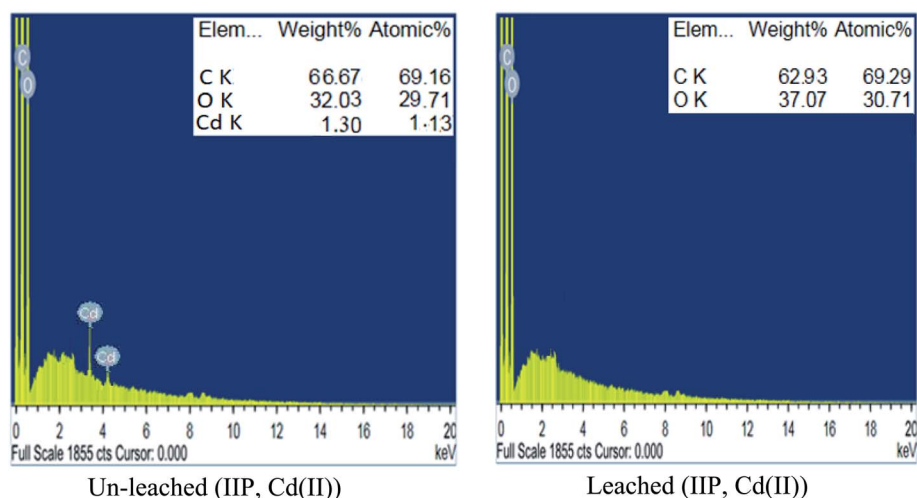 Elem... Weight% Atomic%
C K 66.67 69.16
O K 32.03 29.71
Cd K 1.30 1.13
C
O
Cd
Cd
0 2 4 6 8 10 12 14 16 18 20
Full Scale 1855 cts Cursor: 0.000 keV
Un-leached (IIP, Cd(II))
Elem... Weight% Atomic%
C K 62.93 69.29
O K 37.07 30.71
C
O
0 2 4 6 8 10 12 14 16 18 20
Full Scale 1855 cts Cursor: 0.000 keV
Leached (IIP, Cd(II))